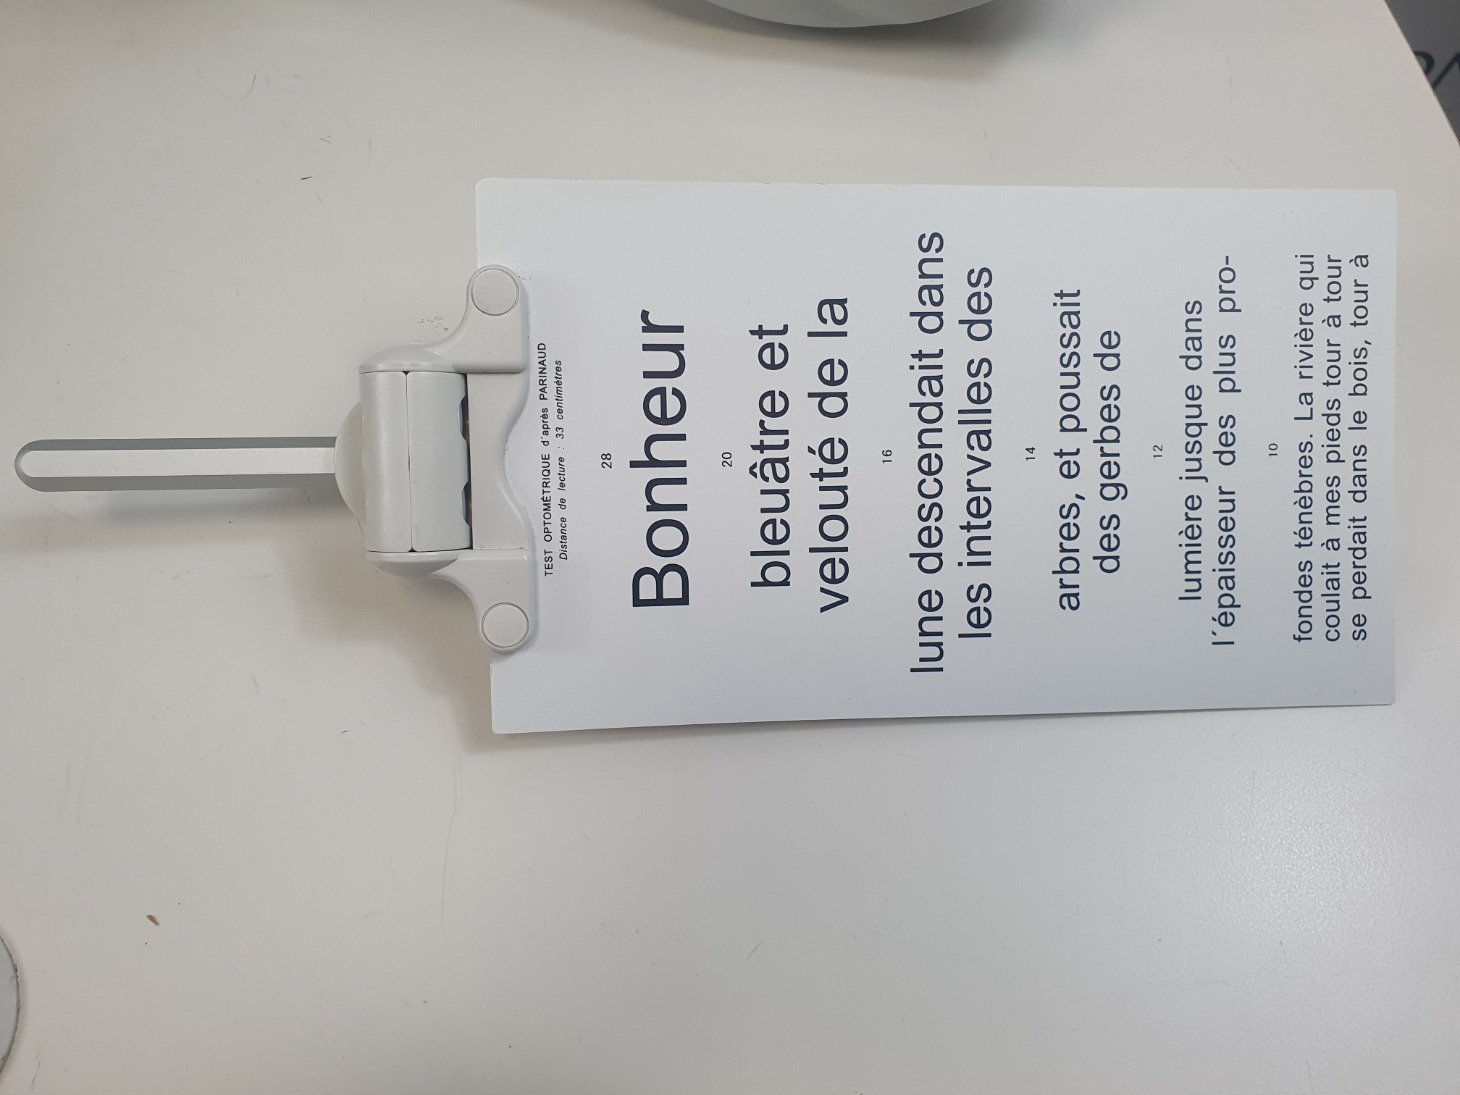 TEST OPTOMÉTRIQUE d'après PARINAUD
Distance de lecture : 33 centimètres
28
Bonheur
20
bleuâtre et
velouté de la
16
lune descendait dans
les intervalles des
14
arbres, et poussait
des gerbes de
12
lumière jusque dans
l'épaisseur des plus pro-
10
fondes ténèbres. La rivière qui
coulait à mes pieds tour à tour
se perdait dans le bois, tour à